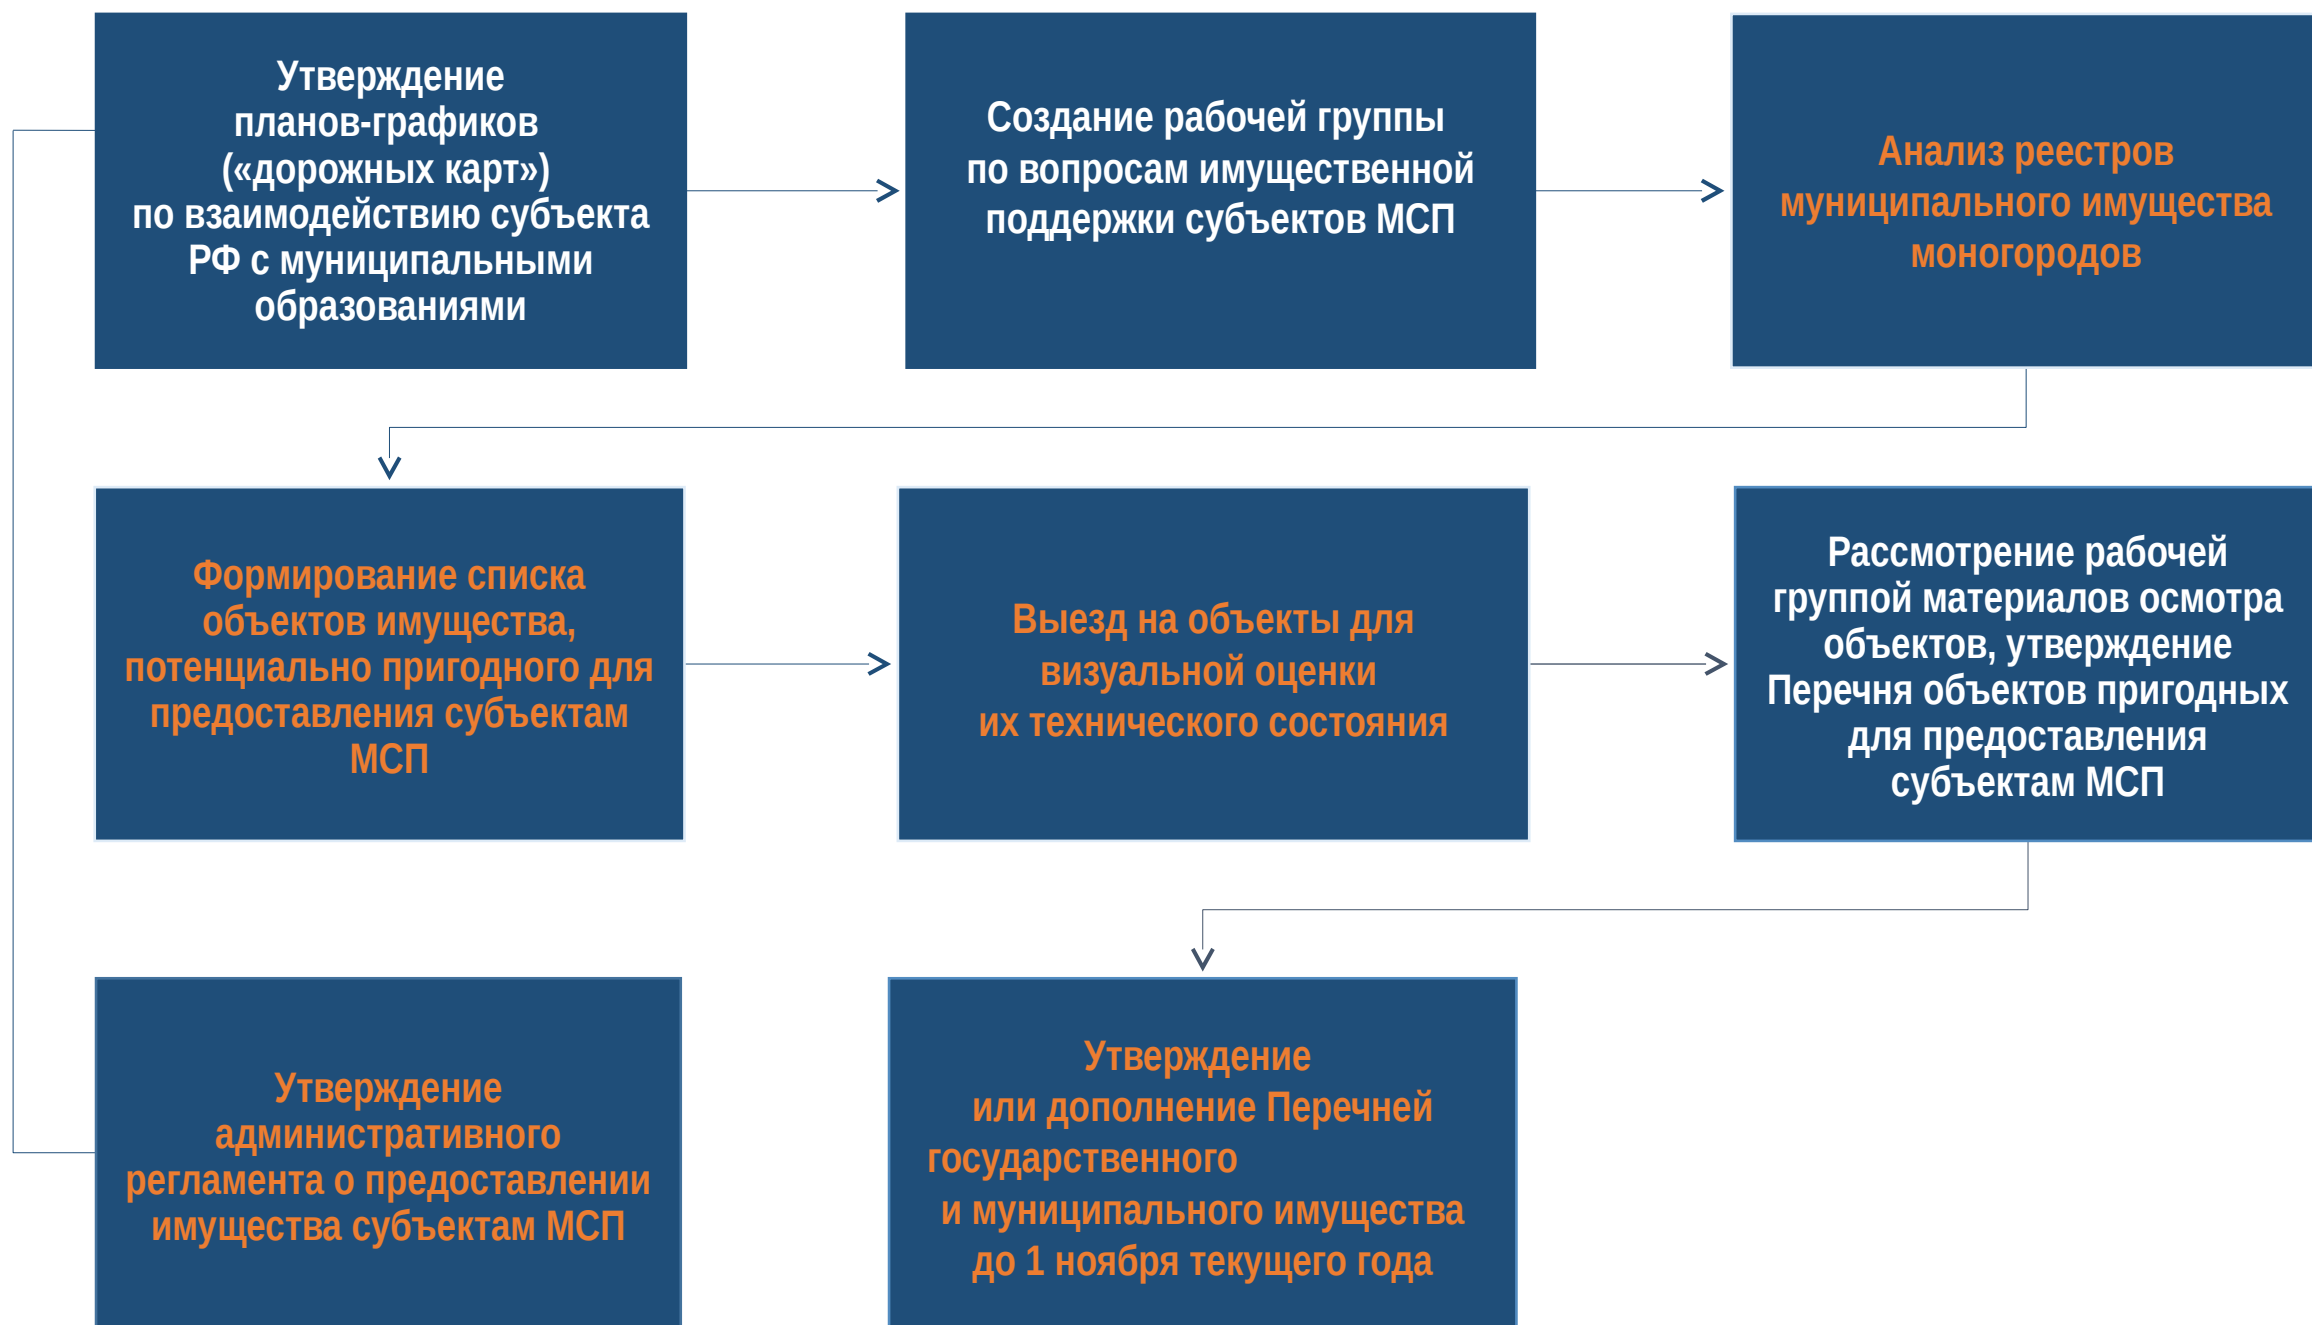 Утверждение
планов-графиков
(«дорожных карт»)
по взаимодействию субъекта
РФ с муниципальными
образованиями
Создание рабочей группы
по вопросам имущественной
поддержки субъектов МСП
Анализ реестров
муниципального имущества
моногородов
Формирование списка
объектов имущества,
потенциально пригодного для
предоставления субъектам
МСП
Выезд на объекты для
визуальной оценки
их технического состояния
Рассмотрение рабочей
группой материалов осмотра
объектов, утверждение
Перечня объектов пригодных
для предоставления
субъектам МСП
Утверждение
административного
регламента о предоставлении
имущества субъектам МСП
Утверждение
или дополнение Перечней
государственного
и муниципального имущества
до 1 ноября текущего года